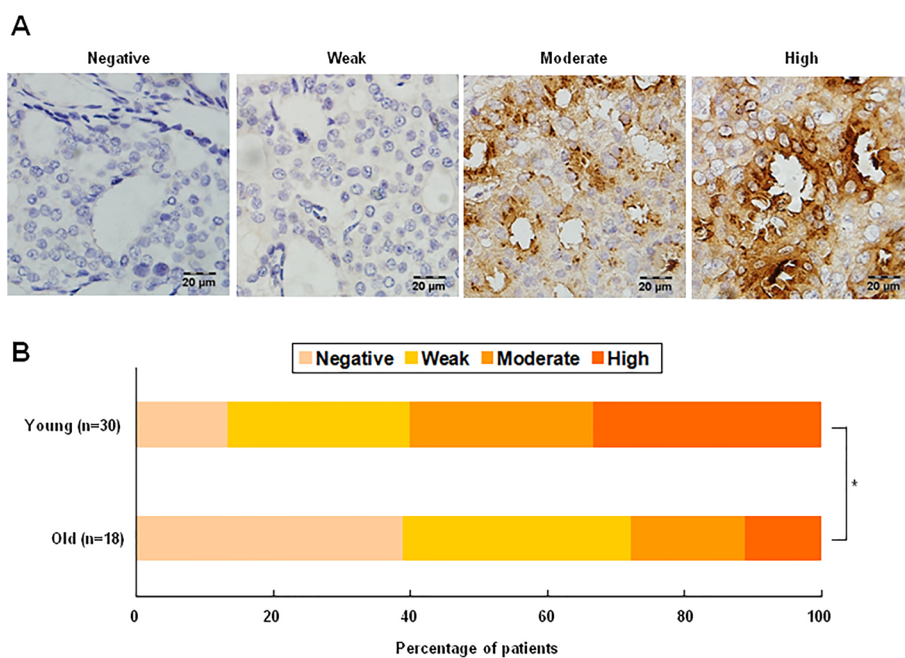 A
Negative Weak Moderate High
20 µm 20 µm 20 µm 20 µm
B
Negative Weak Moderate High
Young (n=30)
*
Old (n=18)
0 20 40 60 80 100
Percentage of patients